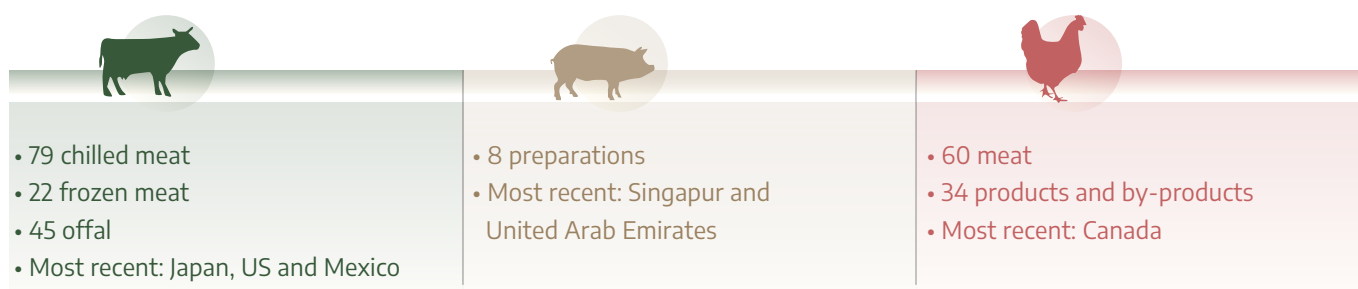 • 79 chilled meat
• 22 frozen meat
• 45 offal
• Most recent: Japan, US and Mexico
• 8 preparations
• Most recent: Singapur and
United Arab Emirates
• 60 meat
• 34 products and by-products
• Most recent: Canada